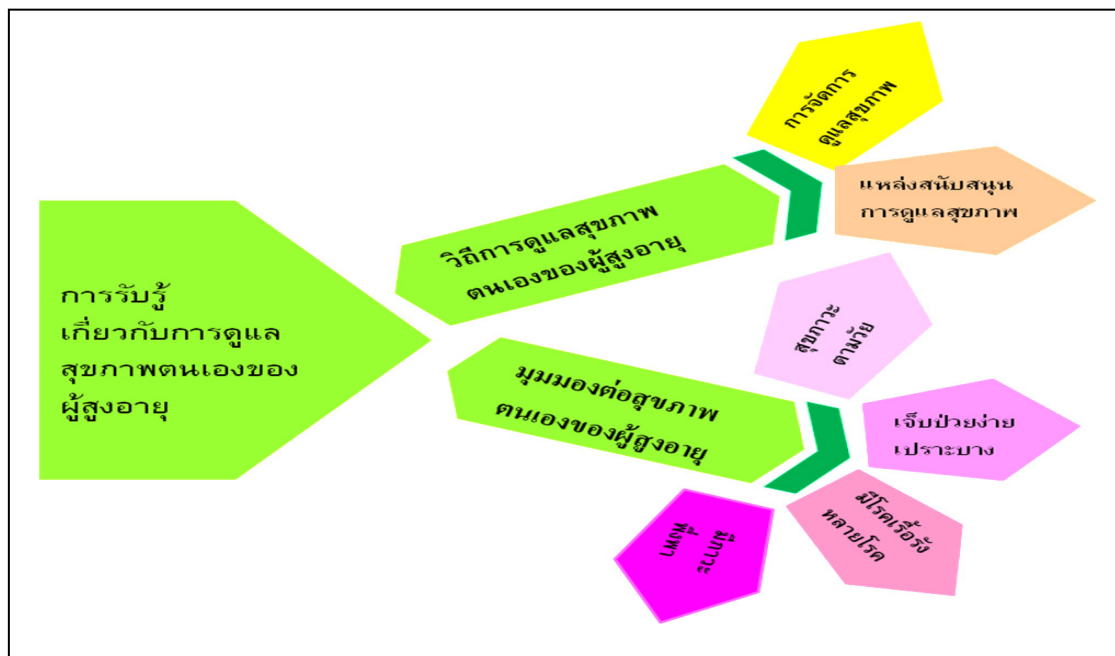 การรับรู้
เกี่ยวกับการดูแล
สุขภาพตนเองของ
ผู้สูงอายุ
วิถีการดูแลสุขภาพ
ตนเองของผู้สูงอายุ
การจัดการ
ดูแลสุขภาพ
แหล่งสนับสนุน
การดูแลสุขภาพ
มุมมองต่อสุขภาพ
ตนเองของผู้สูงอายุ
สุขภาวะ
ตามวัย
เจ็บป่วยง่าย
เปราะบาง
มีโรคเรื้อรัง
หลายโรค
มีภาวะ
พึ่งพา